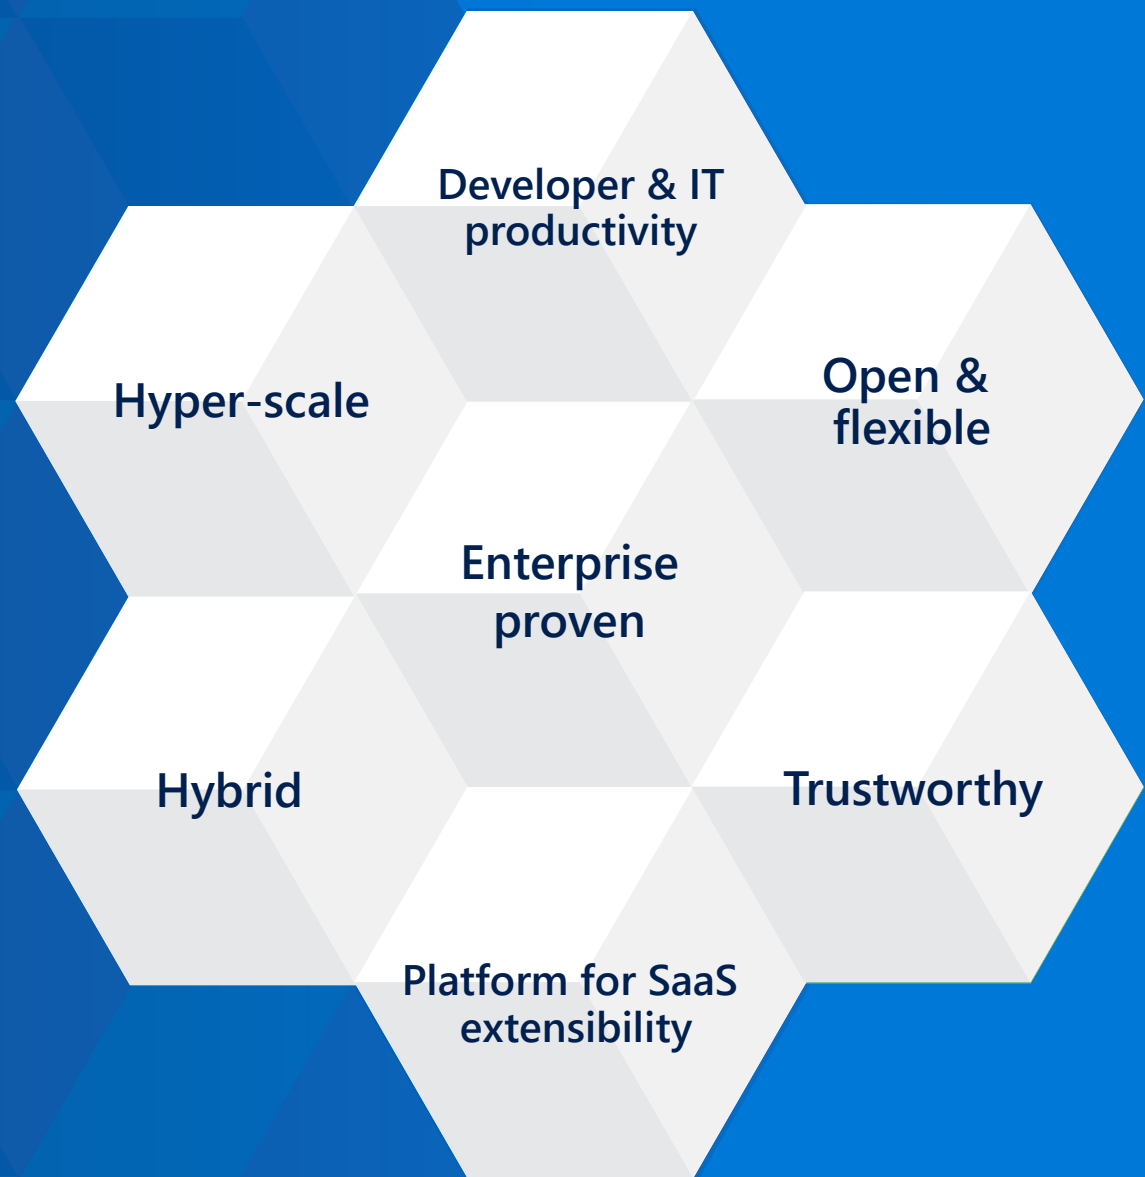 Developer & IT
productivity
Hyper-scale
Open &
flexible
Enterprise
proven
Hybrid
Trustworthy
Platform for SaaS
extensibility